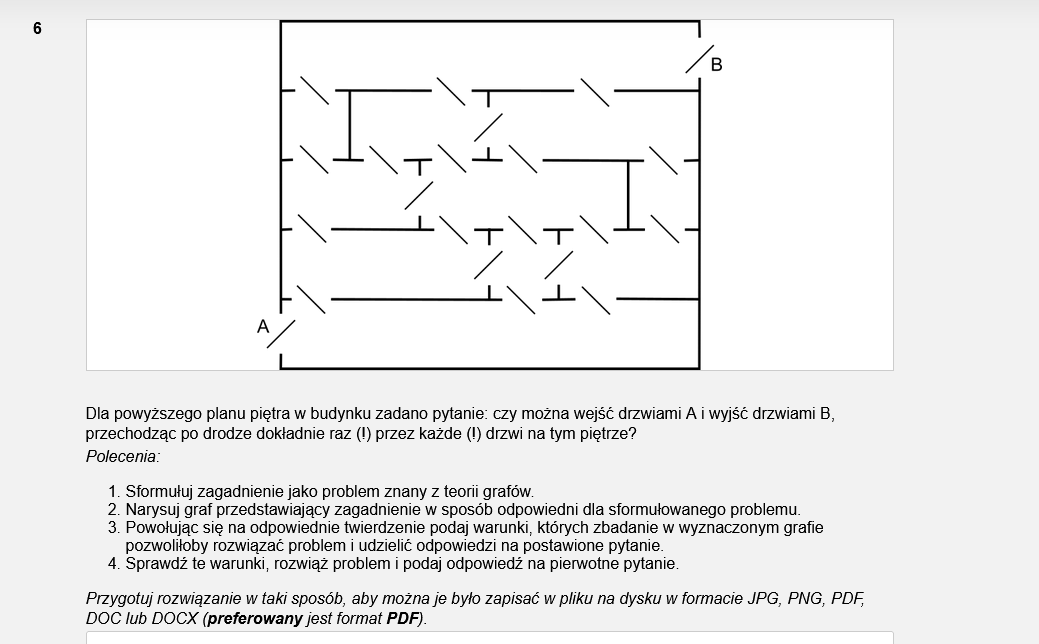 6
B
A
Dla powyższego planu piętra w budynku zadano pytanie: czy można wejść drzwiami A i wyjść drzwiami B,
przechodząc po drodze dokładnie raz (!) przez każde (!) drzwi na tym piętrze?
Polecenia:
1. Sformułuj zagadnienie jako problem znany z teorii grafów.
2. Narysuj graf przedstawiający zagadnienie w sposób odpowiedni dla sformułowanego problemu.
3. Powołując się na odpowiednie twierdzenie podaj warunki, których zbadanie w wyznaczonym grafie
pozwoliłoby rozwiązać problem i udzielić odpowiedzi na postawione pytanie.
4. Sprawdź te warunki, rozwiąż problem i podaj odpowiedź na pierwotne pytanie.
Przygotuj rozwiązanie w taki sposób, aby można je było zapisać w pliku na dysku w formacie JPG, PNG, PDF,
DOC lub DOCX (preferowany jest format PDF).